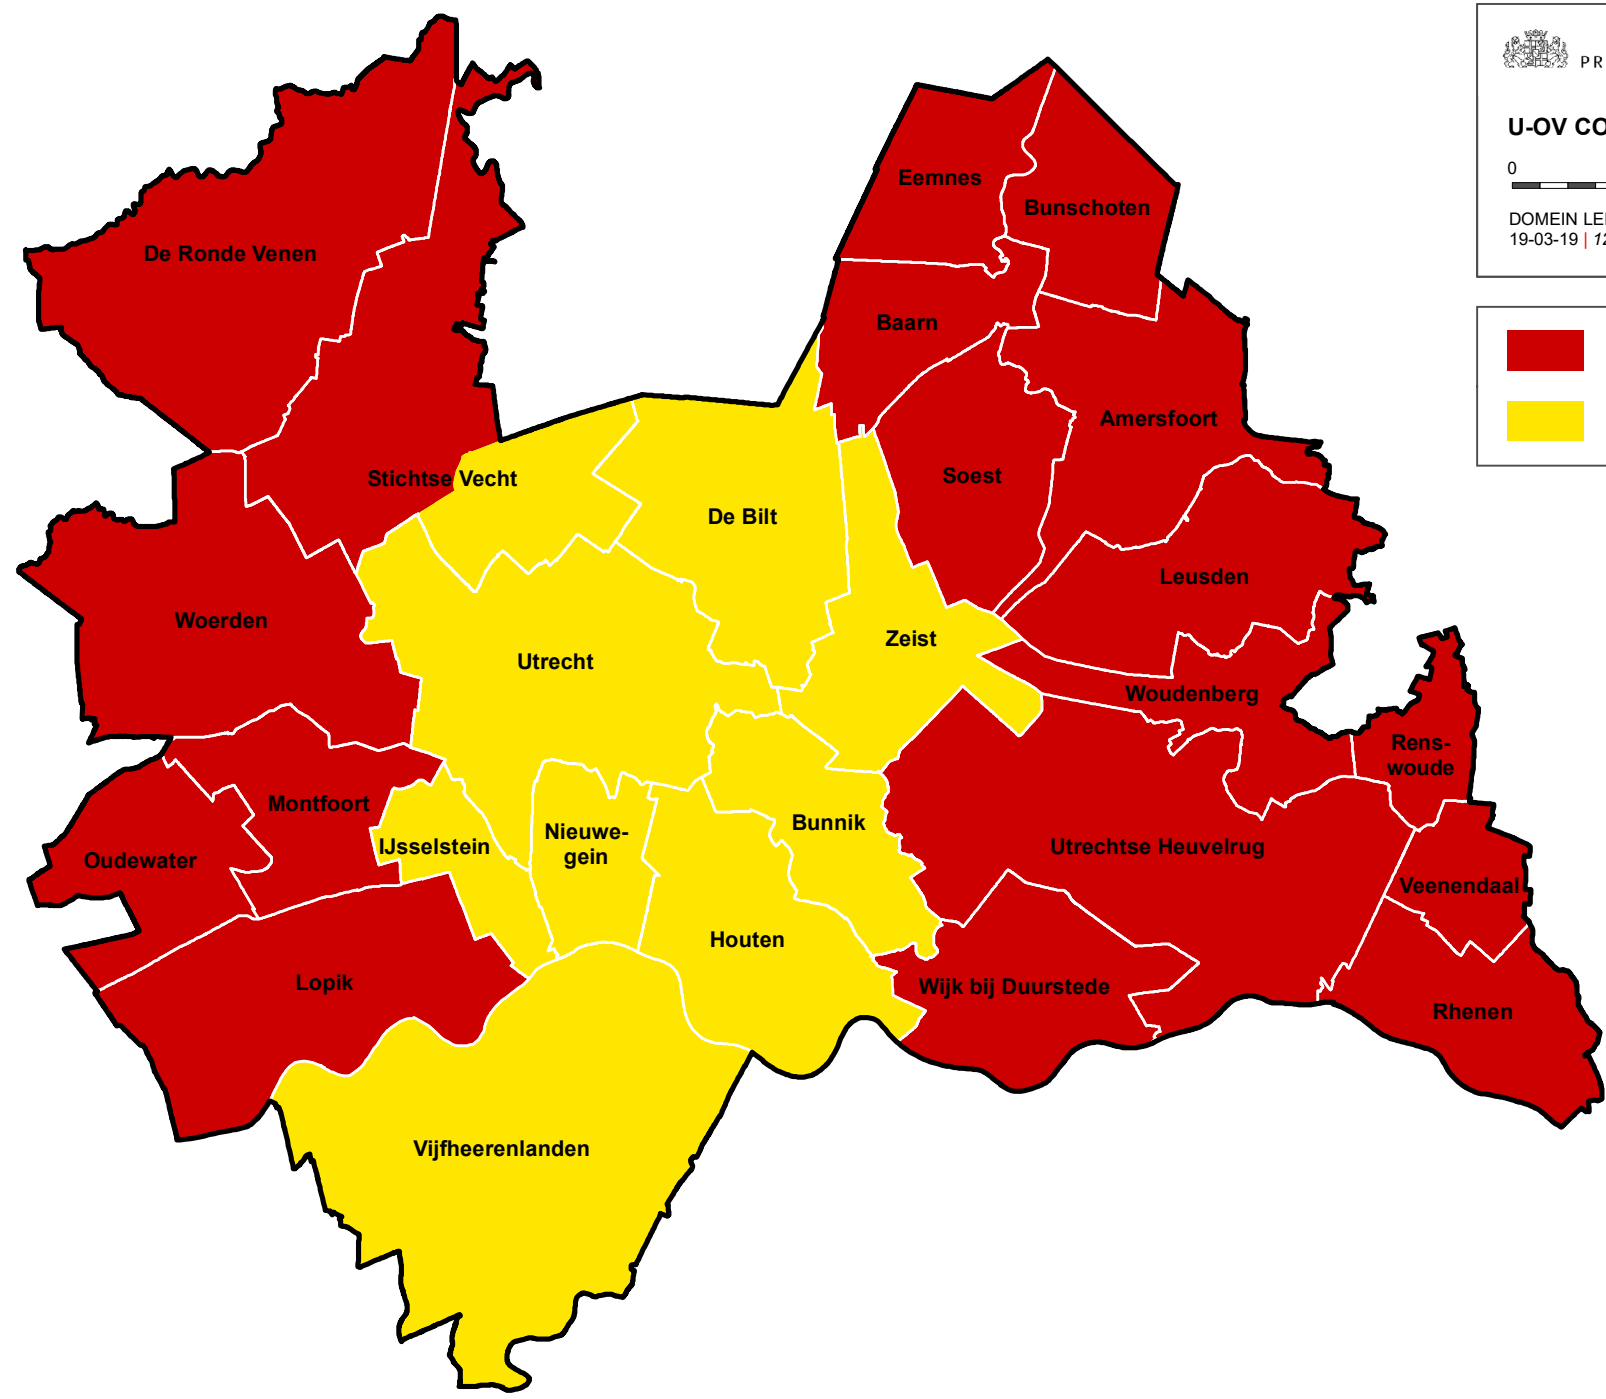 PR
U-OV CO
0
DOMEIN LE
19-03-19 | 12
Eemnes
Bunschoten
De Ronde Venen
Baarn
Amersfoort
Stichtse Vecht
Soest
De Bilt
Leusden
Woerden
Zeist
Utrecht
Woudenberg
Rens-
woude
Montfoort
Nieuwe-
gein
Bunnik
IJsselstein
Utrechtse Heuvelrug
Oudewater
Veenendaal
Houten
Lopik
Wijk bij Duurstede
Rhenen
Vijfheerenlanden